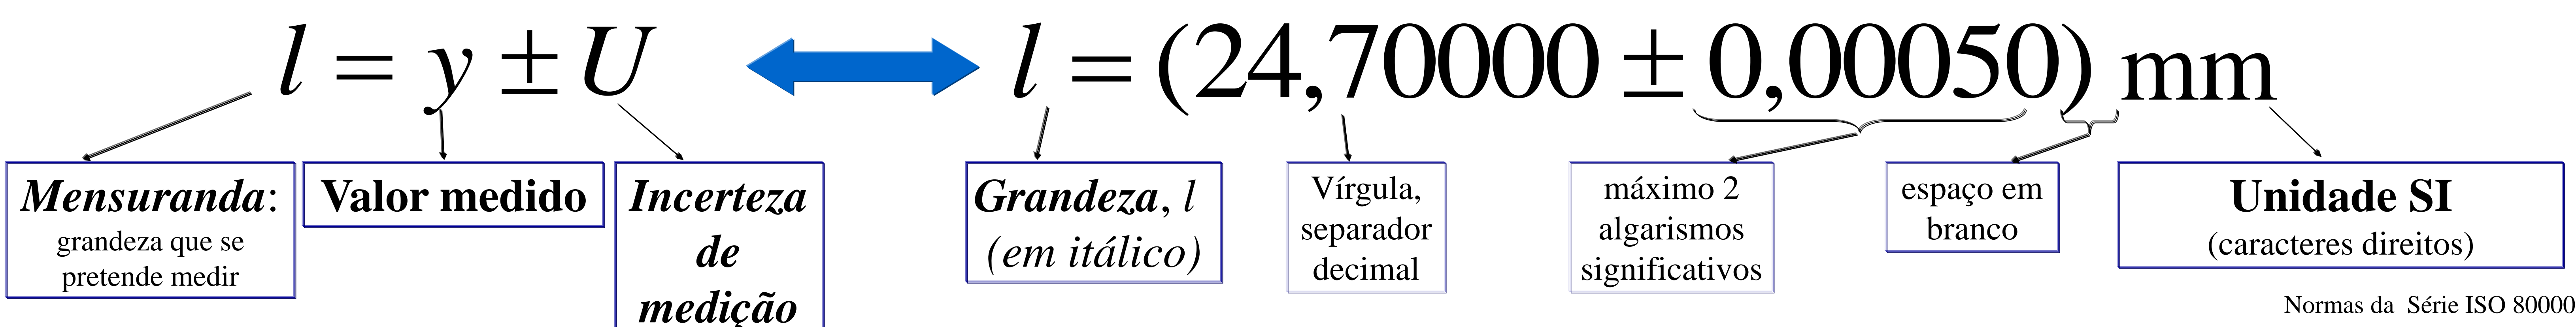 l = y ± U
l = (24,70000 ± 0,00050) mm
Mensuranda:
grandeza que se
pretende medir
Valor medido
Incerteza
de
medição
Grandeza, l
(em itálico)
Vírgula,
separador
decimal
máximo 2
algarismos
significativos
espaço em
branco
Unidade SI
(caracteres direitos)
Normas da Série ISO 80000